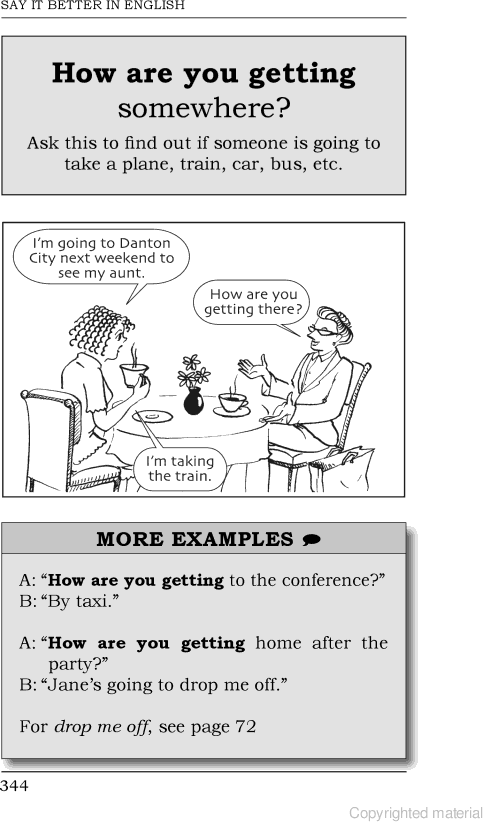 SAY IT BETTER IN ENGLISH
How are you getting
somewhere?
Ask this to find out if someone is going to
take a plane, train, car, bus, etc.
I'm going to Danton
City next weekend to
see my aunt.
How are you
getting there?
I'm taking
the train.
MORE EXAMPLES
A: “How are you getting to the conference?”
B: “By taxi.”
A: “How are you getting home after the
party?”
B: “Jane’s going to drop me off.”
For drop me off, see page 72
344
Copyrighted material